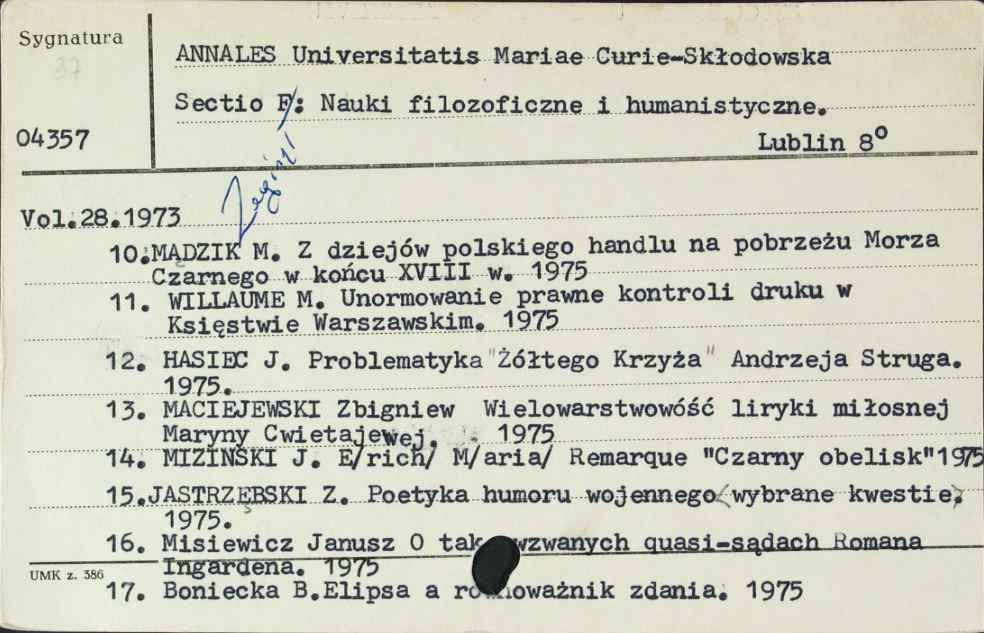 Sygnatura
37
ANNALES Universitatis Mariae Curie-Skłodowska
Sectio F: Nauki filozoficzne i humanistyczne.
04357
Lublin 8⁰
Vol.28.1973
10.MĄDZIK M. Z dziejów polskiego handlu na pobrzeżu Morza
Czarnego w końcu XVIII w. 1975
11. WILLAUME M. Unormowanie prawne kontroli druku w
Księstwie Warszawskim. 1975
12. HASIEC J. Problematyka "Żółtego Krzyża" Andrzeja Struga.
1975.
13. MACIEJEWSKI Zbigniew Wielowarstwowóść liryki miłosnej
Maryny Cwietajewej. 1975
14. MIZIŃSKI J. E/rich/ M/aria/ Remarque "Czarny obelisk"1975
15.JASTRZĘBSKI Z. Poetyka humoru wojennego (wybrane kwestie).
1975.
16. Misiewicz Janusz O tak wzwanych quasi-sądach Romana
Ingardena. 1975
UMK z. 386
17. Boniecka B.Elipsa a równoważnik zdania. 1975